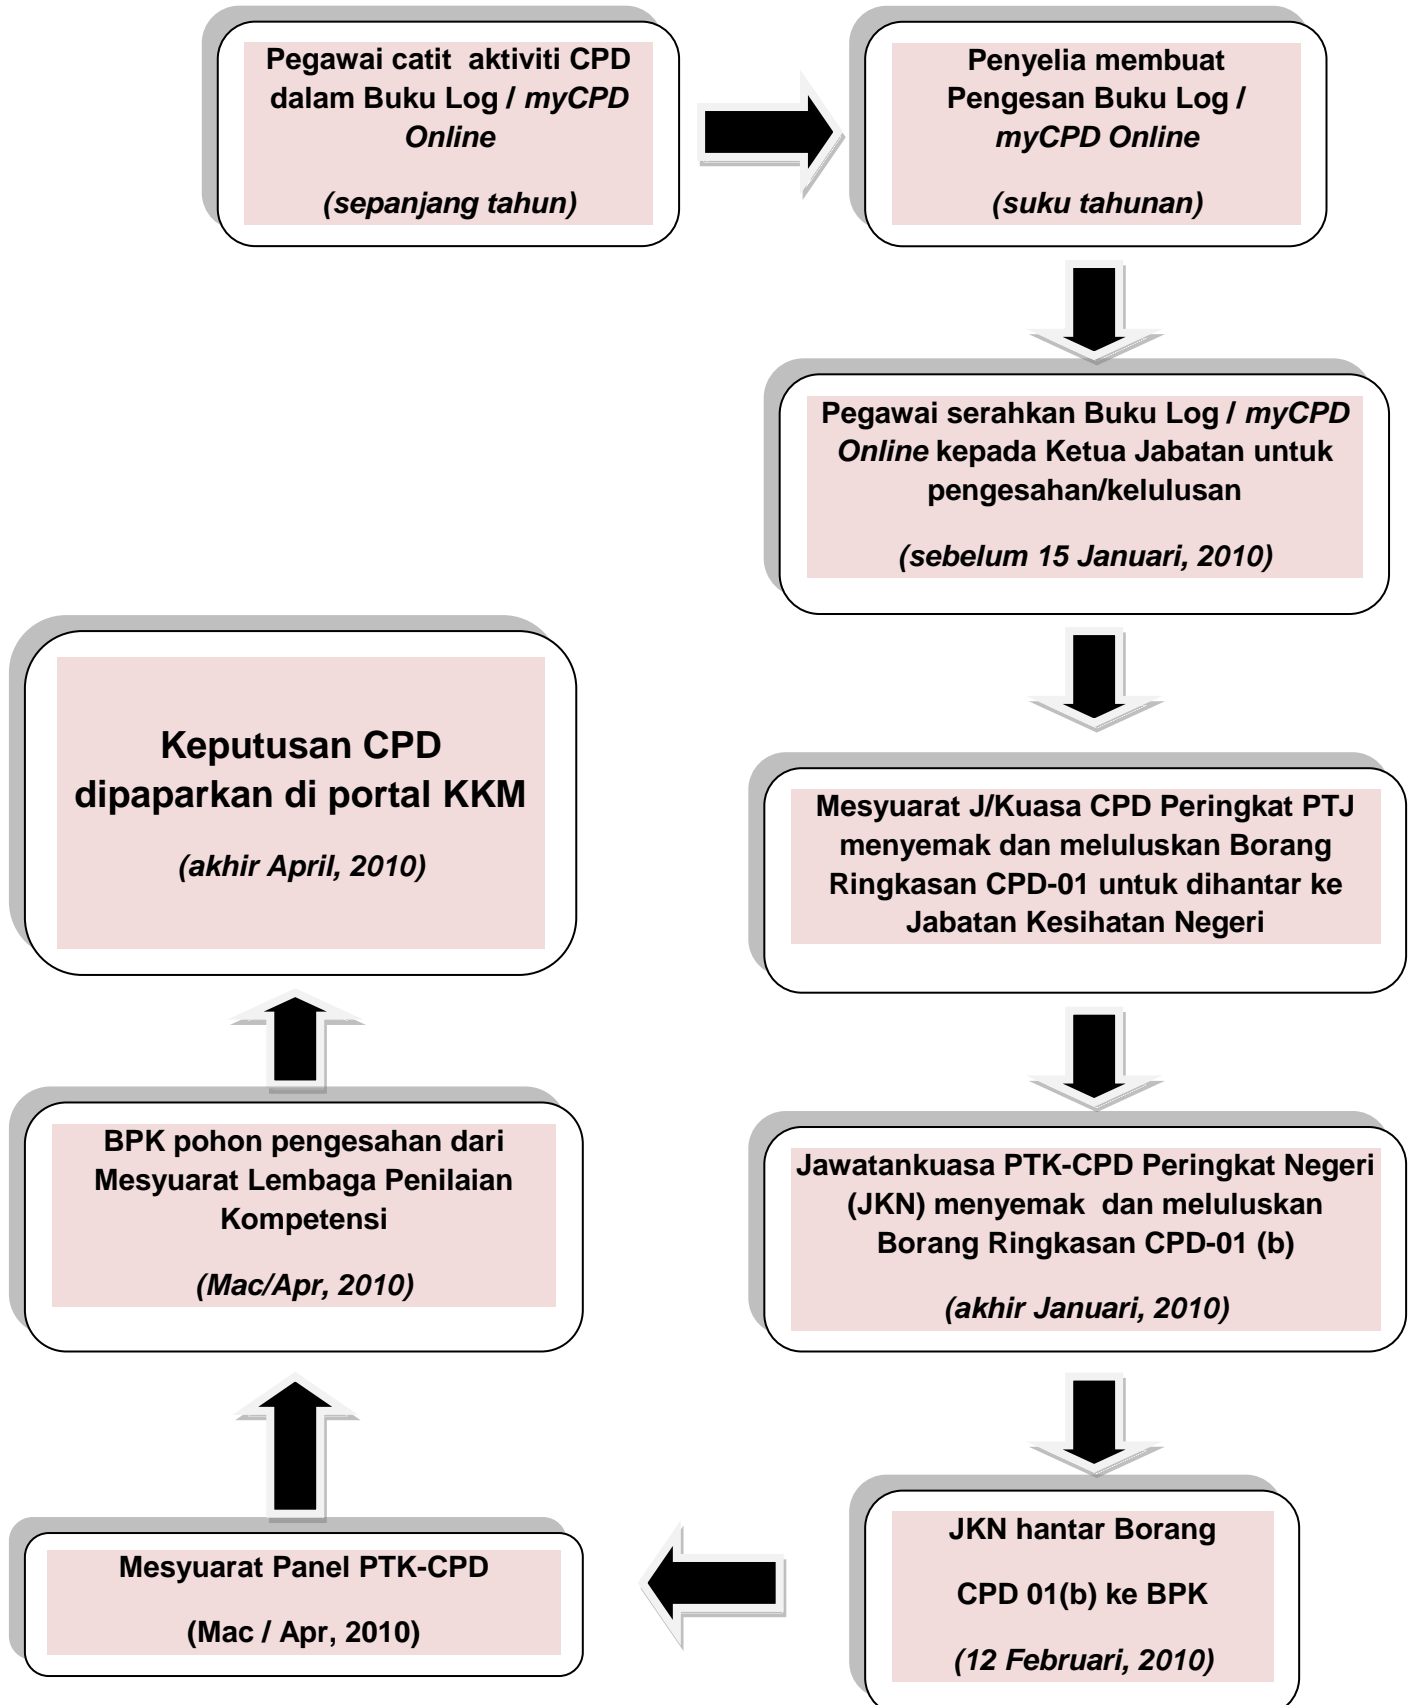 Pegawai catit aktiviti CPD
dalam Buku Log / myCPD
Online
(sepanjang tahun)
Penyelia membuat
Pengesan Buku Log /
myCPD Online
(suku tahunan)
Pegawai serahkan Buku Log / myCPD
Online kepada Ketua Jabatan untuk
pengesahan/kelulusan
(sebelum 15 Januari, 2010)
Mesyuarat J/Kuasa CPD Peringkat PTJ
menyemak dan meluluskan Borang
Ringkasan CPD-01 untuk dihantar ke
Jabatan Kesihatan Negeri
Jawatankuasa PTK-CPD Peringkat Negeri
(JKN) menyemak dan meluluskan
Borang Ringkasan CPD-01 (b)
(akhir Januari, 2010)
JKN hantar Borang
CPD 01(b) ke BPK
(12 Februari, 2010)
Mesyuarat Panel PTK-CPD
(Mac / Apr, 2010)
BPK pohon pengesahan dari
Mesyuarat Lembaga Penilaian
Kompetensi
(Mac/Apr, 2010)
Keputusan CPD
dipaparkan di portal KKM
(akhir April, 2010)